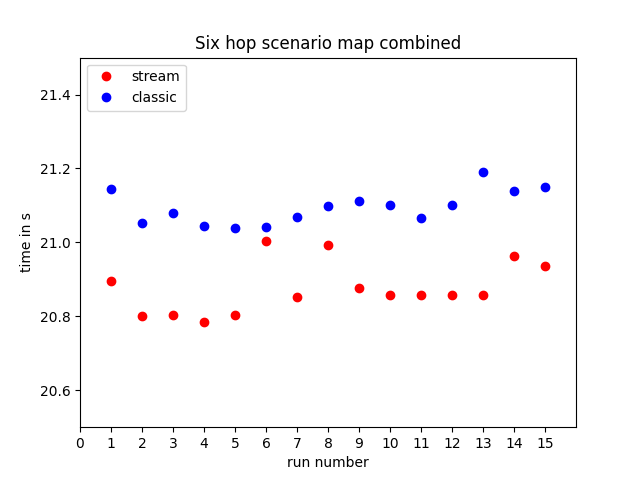 Six hop scenario map combined
stream
classic
21.4
21.2
21.0
20.8
20.6
time in s
0 1 2 3 4 5 6 7 8 9 10 11 12 13 14 15
run number